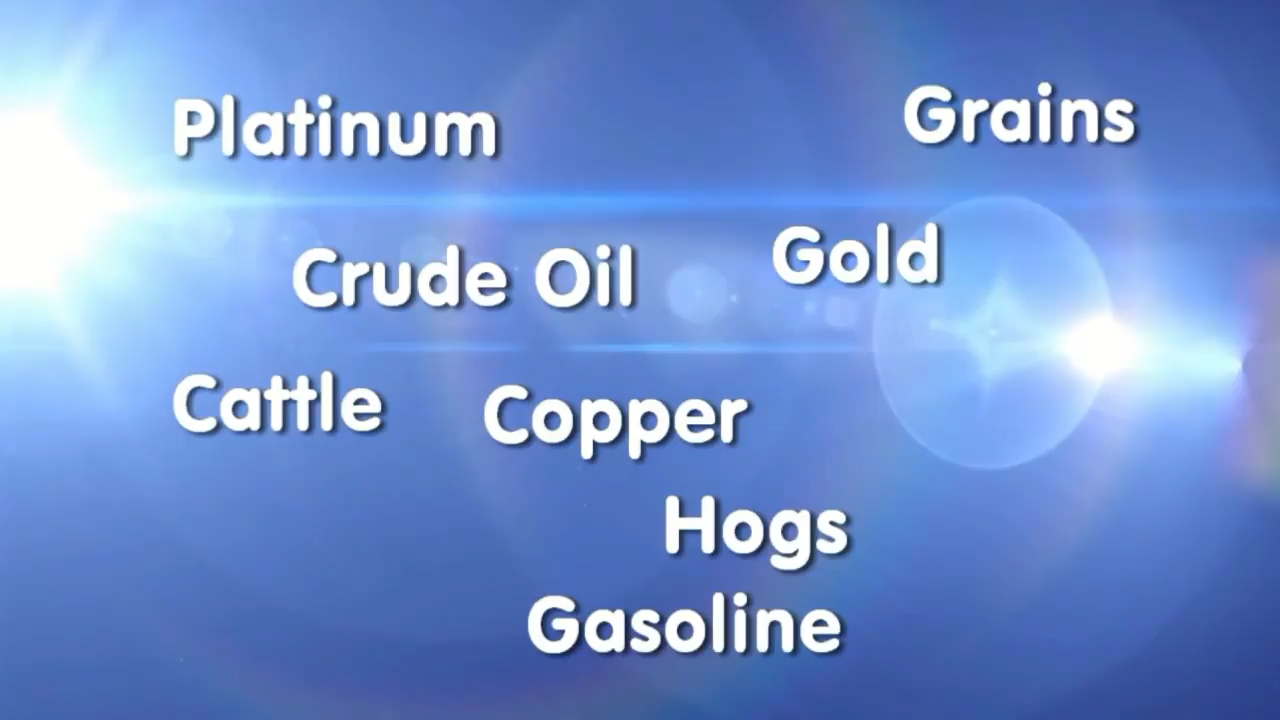 Platinum
Grains
Crude Oil
Gold
Cattle
Copper
Hogs
Gasoline